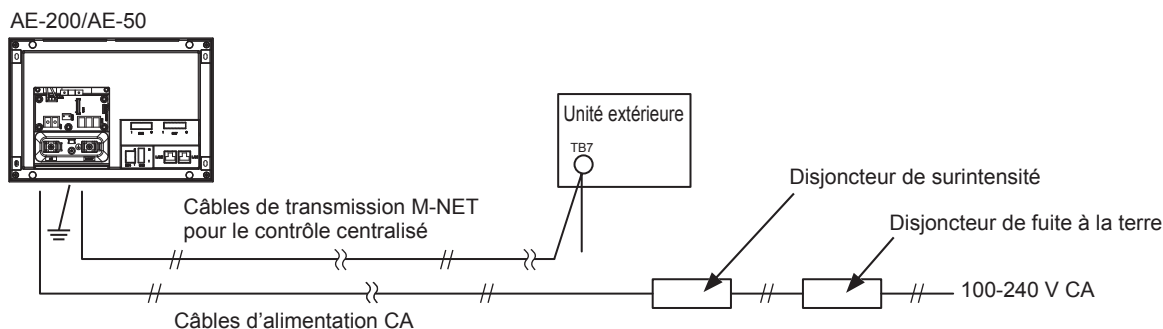 AE-200/AE-50
Unité extérieure
TB7
Disjoncteur de surintensité
Câbles de transmission M-NET
pour le contrôle centralisé
Disjoncteur de fuite à la terre
100-240 V CA
Câbles d’alimentation CA